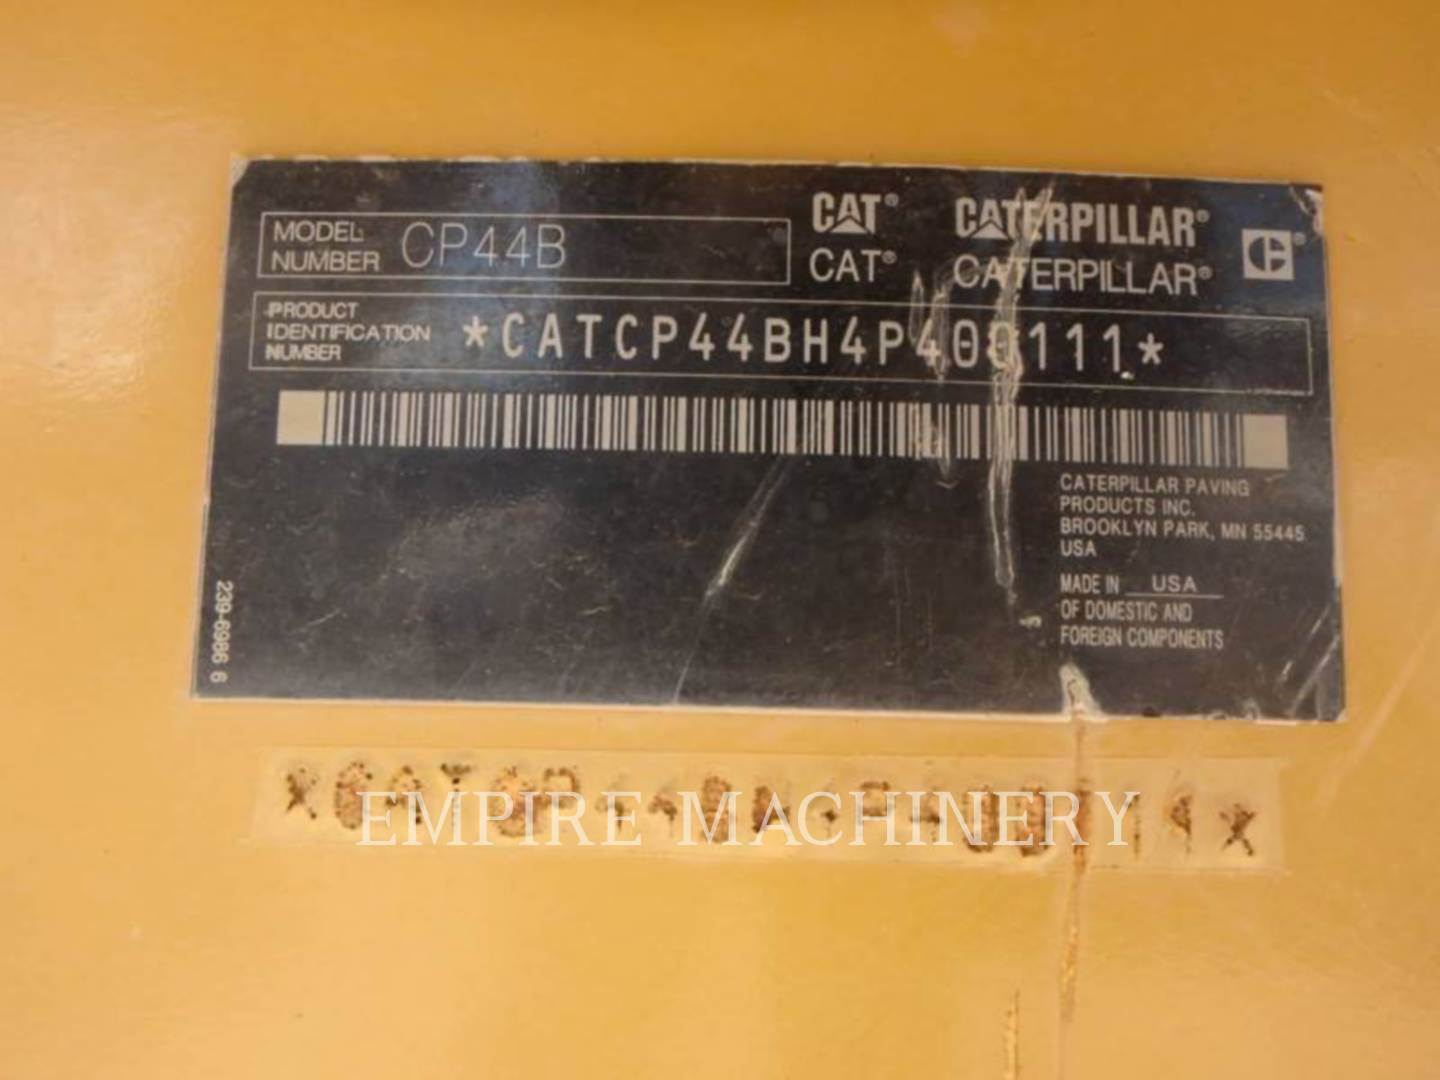 MODEL NUMBER CP44B
CAT® CATERPILLAR®
CAT® CATERPILLAR®
PRODUCT
IDENTIFICATION
NUMBER
*CATCP44BH4P400111*
CATERPILLAR PAVING
PRODUCTS INC.
BROOKLYN PARK, MN 55445
USA
MADE IN USA
OF DOMESTIC AND
FOREIGN COMPONENTS
239-6986 6
EMPIRE MACHINERY